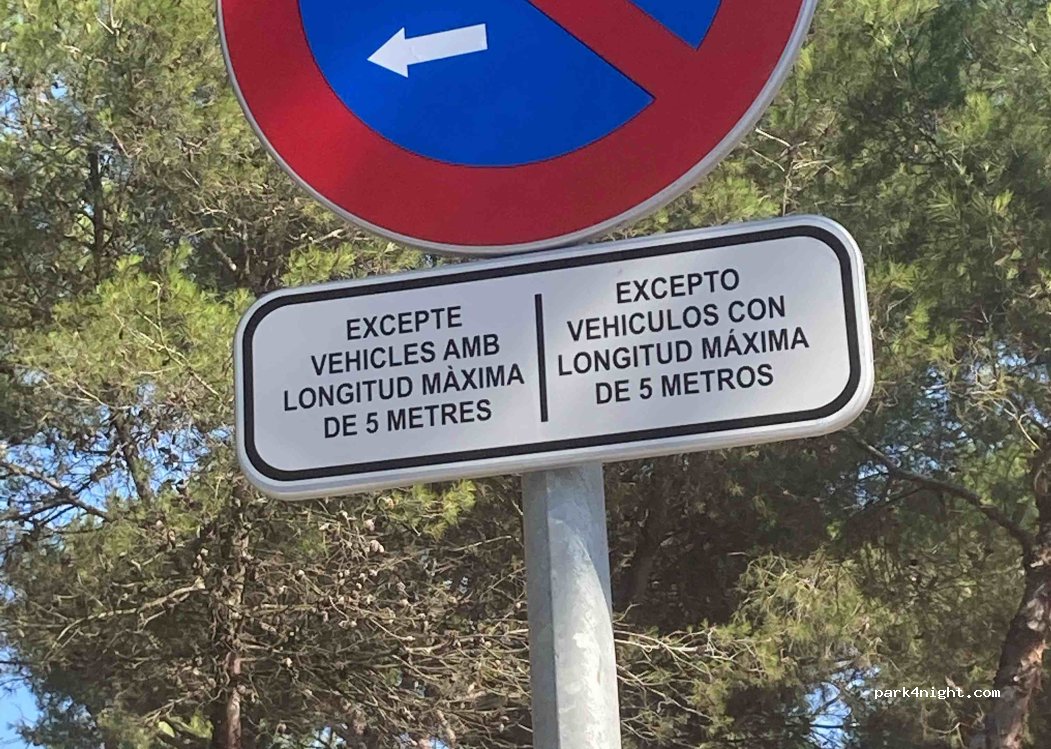 EXCEPTE
VEHICLES AMB
LONGITUD MÀXIMA
DE 5 METRES
EXCEPTO
VEHICULOS CON
LONGITUD MÁXIMA
DE 5 METROS
park4night.com